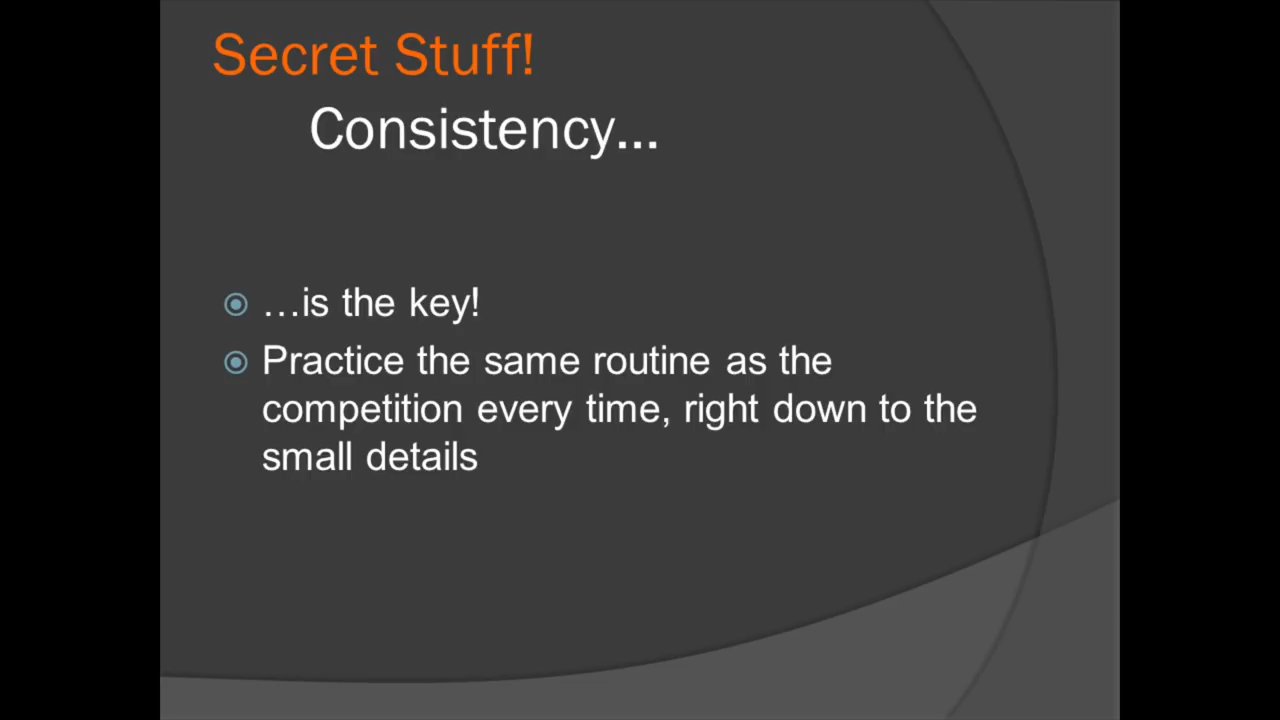 Secret Stuff!
Consistency...
…is the key!
Practice the same routine as the
competition every time, right down to the
small details